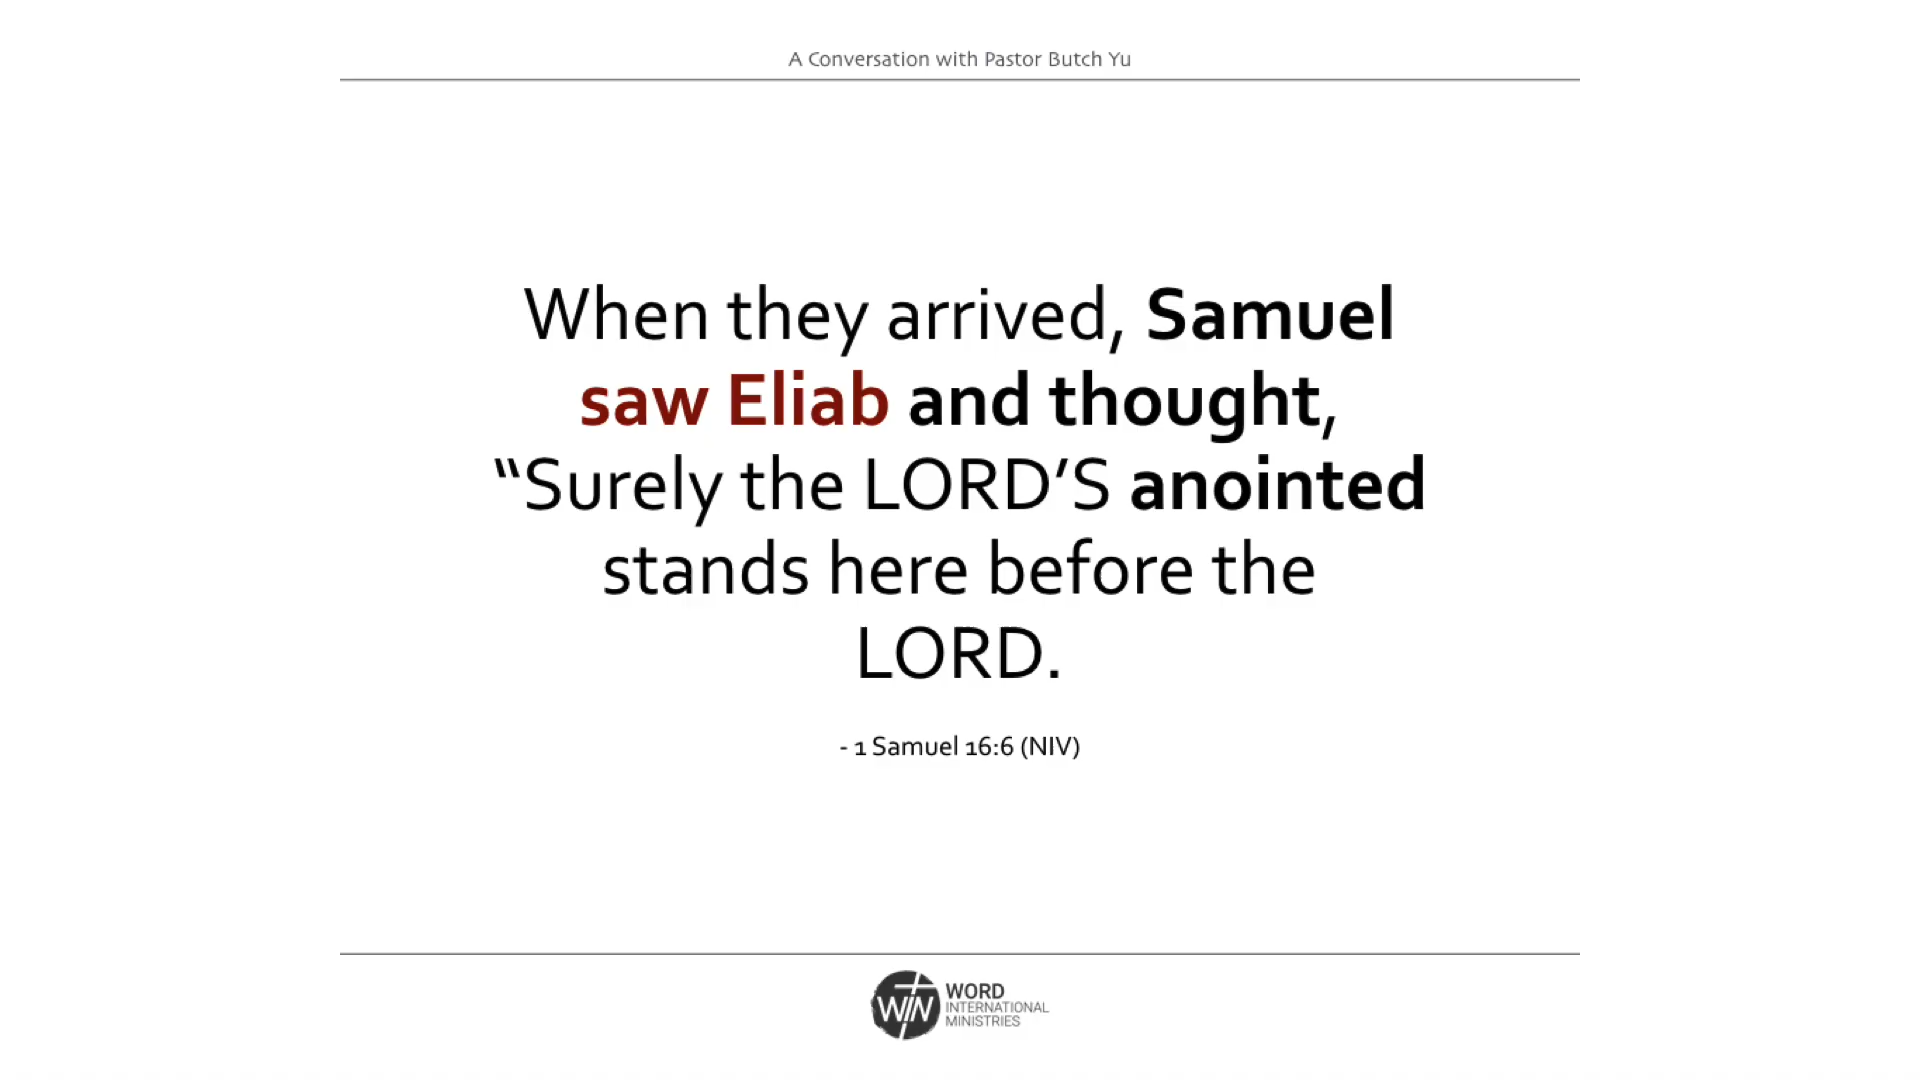 A Conversation with Pastor Butch Yu
When they arrived, Samuel
saw Eliab and thought,
“Surely the LORD’S anointed
stands here before the
LORD.
- 1 Samuel 16:6 (NIV)
WIN
WORD
INTERNATIONAL
MINISTRIES